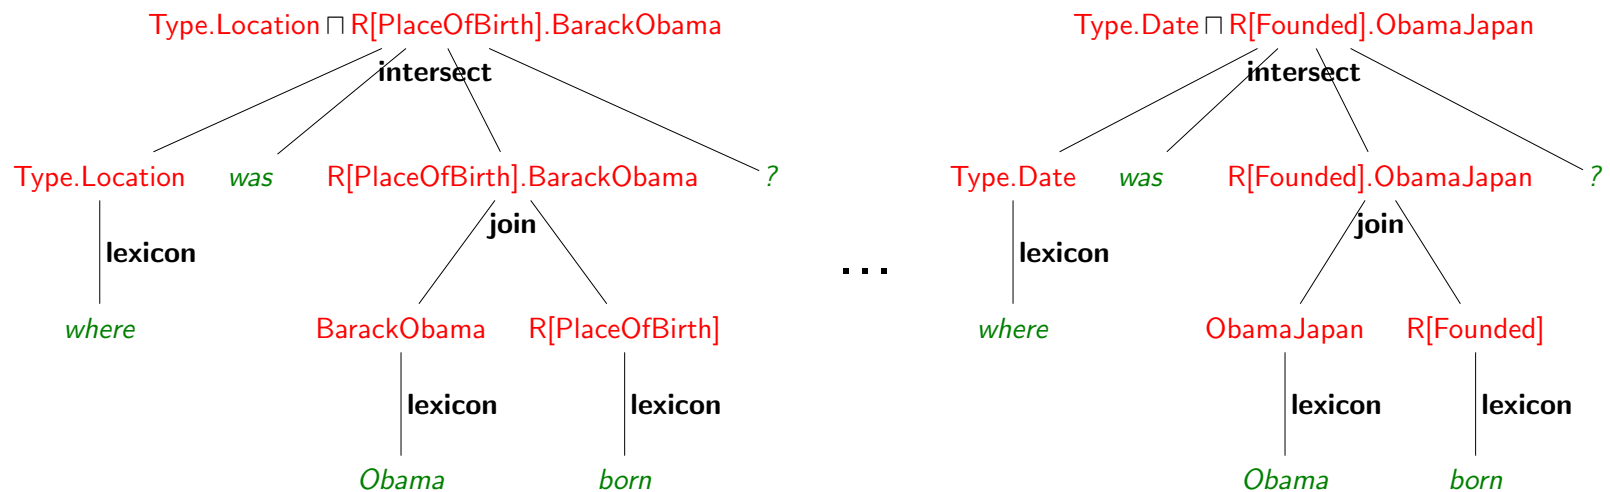 Type.Location ⊓ R[PlaceOfBirth].BarackObama
Type.Date ⊓ R[Founded].ObamaJapan
intersect
intersect
Type.Location
was
R[PlaceOfBirth].BarackObama
?
Type.Date
was
R[Founded].ObamaJapan
?
join
join
lexicon
lexicon
...
where
BarackObama
R[PlaceOfBirth]
where
ObamaJapan
R[Founded]
lexicon
lexicon
lexicon
lexicon
Obama
born
Obama
born